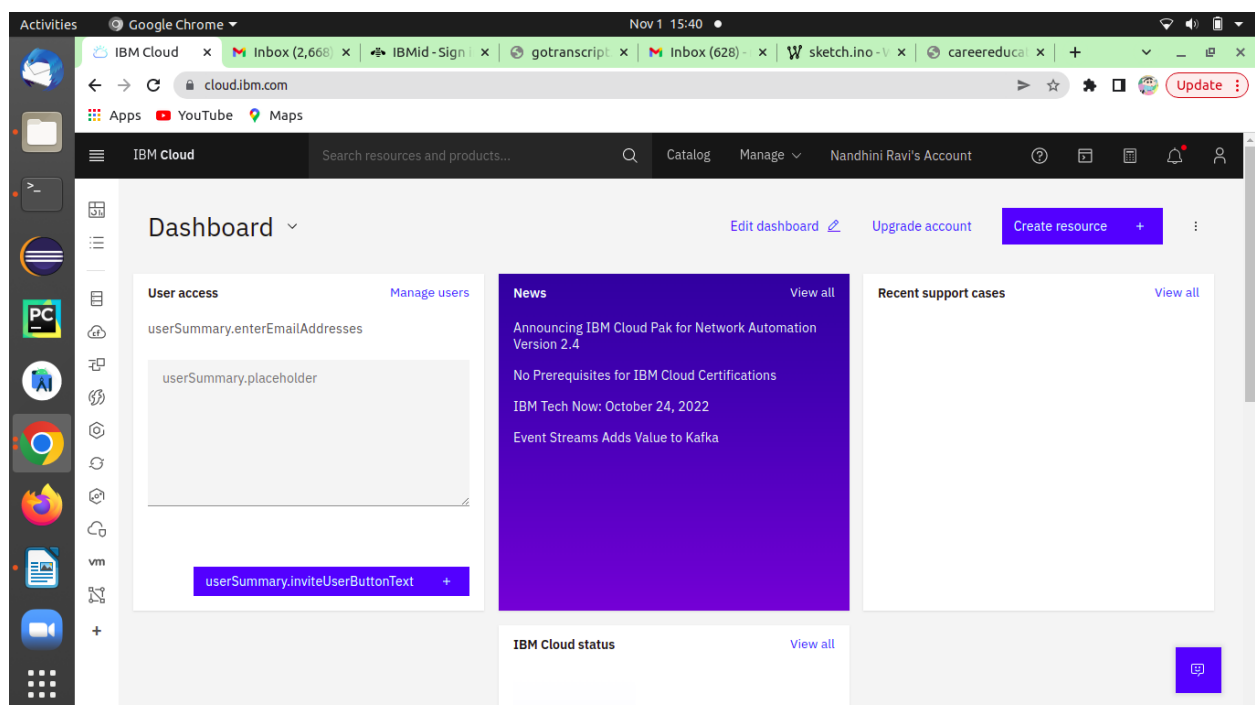 Activities
Google Chrome
Nov 1 15:40
IBM Cloud
Inbox (2,668)
IBMid - Sign i
gotranscript
Inbox (628) -
sketch.ino - W
careereducat
cloud.ibm.com
Update
Apps
YouTube
Maps
IBM Cloud
Search resources and products...
Catalog
Manage
Nandhini Ravi's Account
Dashboard
Edit dashboard
Upgrade account
Create resource +
User access
Manage users
userSummary.enterEmailAddresses
userSummary.placeholder
userSummary.inviteUserButtonText +
News
View all
Announcing IBM Cloud Pak for Network Automation
Version 2.4
No Prerequisites for IBM Cloud Certifications
IBM Tech Now: October 24, 2022
Event Streams Adds Value to Kafka
Recent support cases
View all
IBM Cloud status
View all
PC
vm